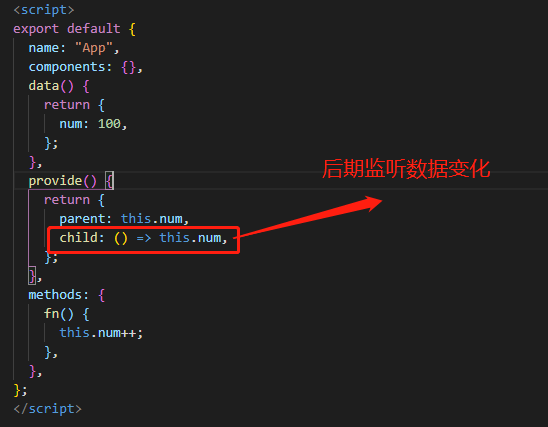 <script>
export default {
  name: "App",
  components: {},
  data() {
    return {
      num: 100,
    };
  },
  provide() {
    return {
      parent: this.num,
      child: () => this.num,
    };
  },
  methods: {
    fn() {
      this.num++;
    },
  },
};
</script>
后期监听数据变化